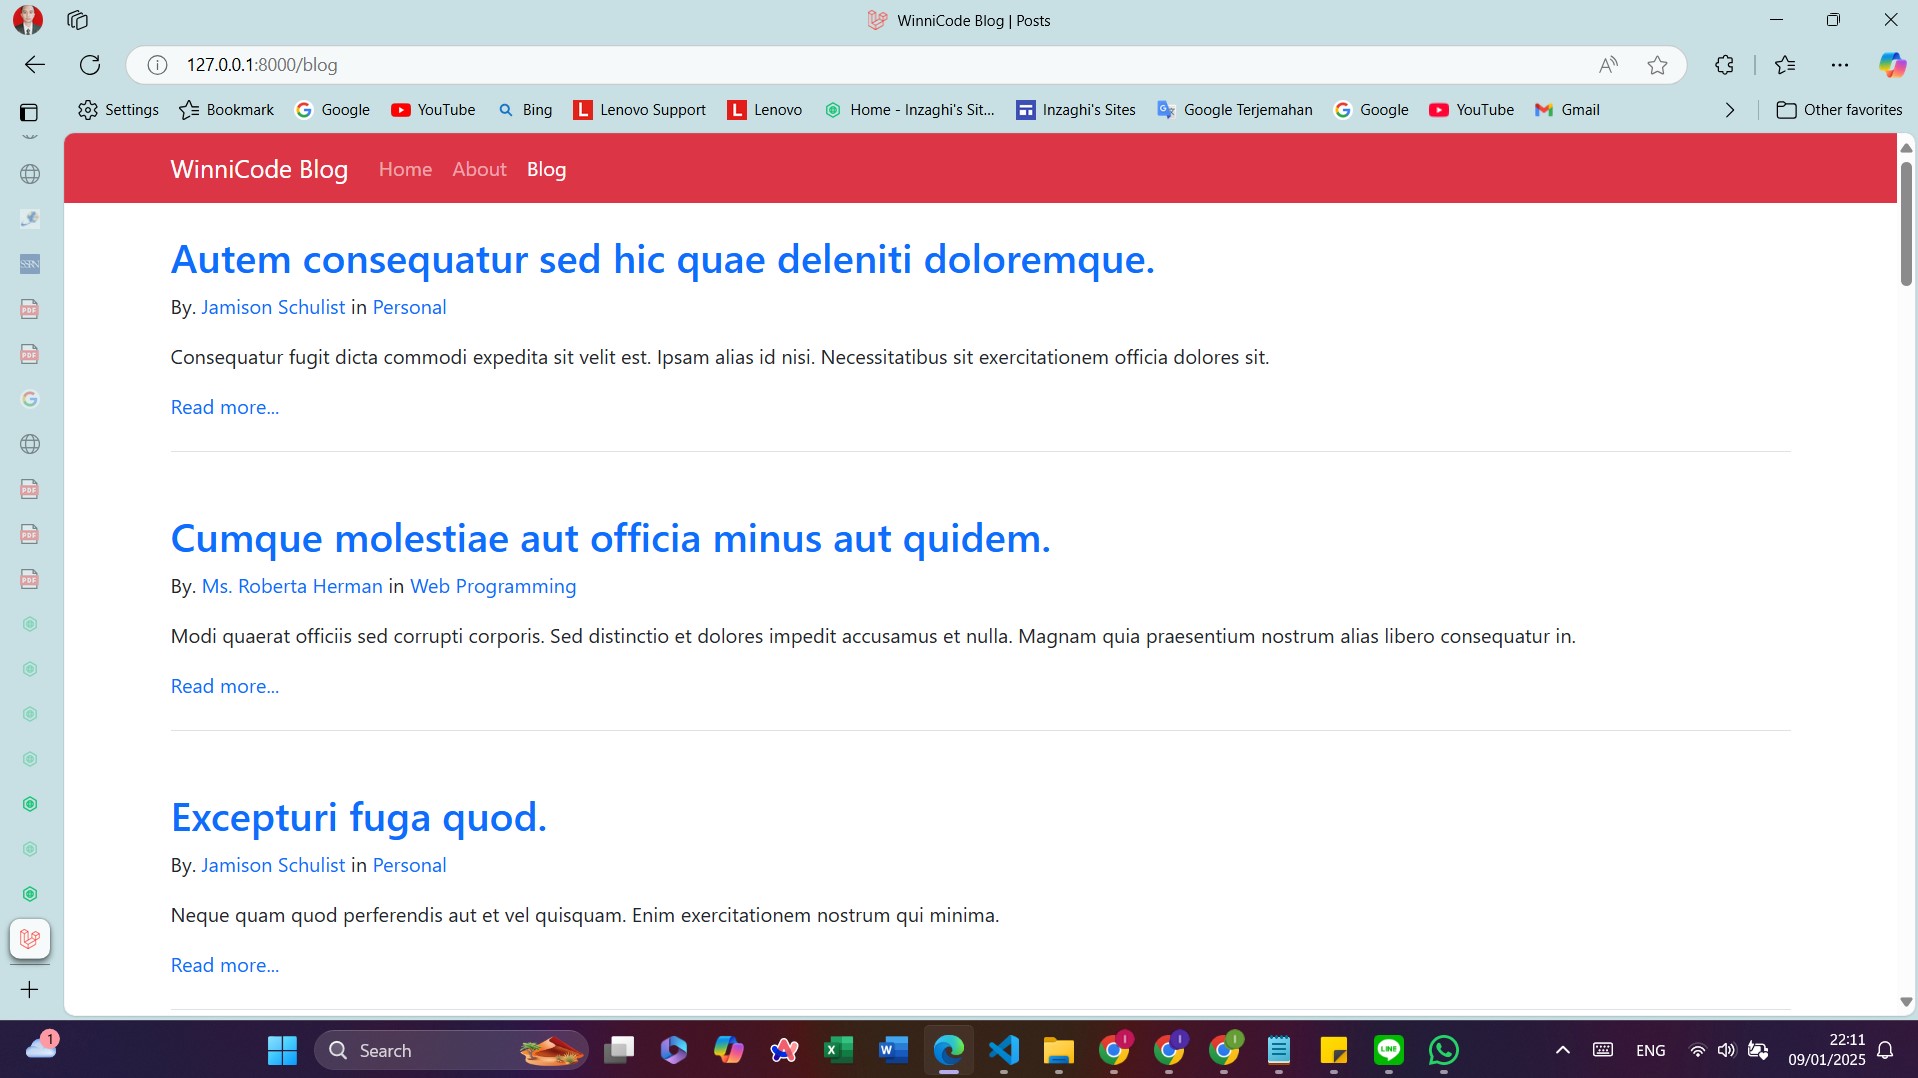 WinniCode Blog | Posts
127.0.0.1:8000/blog
Settings Bookmark Google YouTube Bing Lenovo Support Lenovo Home - Inzaghi's Sit... Inzaghi's Sites Google Terjemahan Google YouTube Gmail Other favorites
WinniCode Blog Home About Blog
Autem consequatur sed hic quae deleniti doloremque.
By. Jamison Schulist in Personal
Consequatur fugit dicta commodi expedita sit velit est. Ipsam alias id nisi. Necessitatibus sit exercitationem officia dolores sit.
Read more...
Cumque molestiae aut officia minus aut quidem.
By. Ms. Roberta Herman in Web Programming
Modi quaerat officiis sed corrupti corporis. Sed distinctio et dolores impedit accusamus et nulla. Magnam quia praesentium nostrum alias libero consequatur in.
Read more...
Excepturi fuga quod.
By. Jamison Schulist in Personal
Neque quam quod perferendis aut et vel quisquam. Enim exercitationem nostrum qui minima.
Read more...
SSRN
PDF
PDF
PDF
PDF
PDF
1
Search
LINE
ENG
22:11
09/01/2025